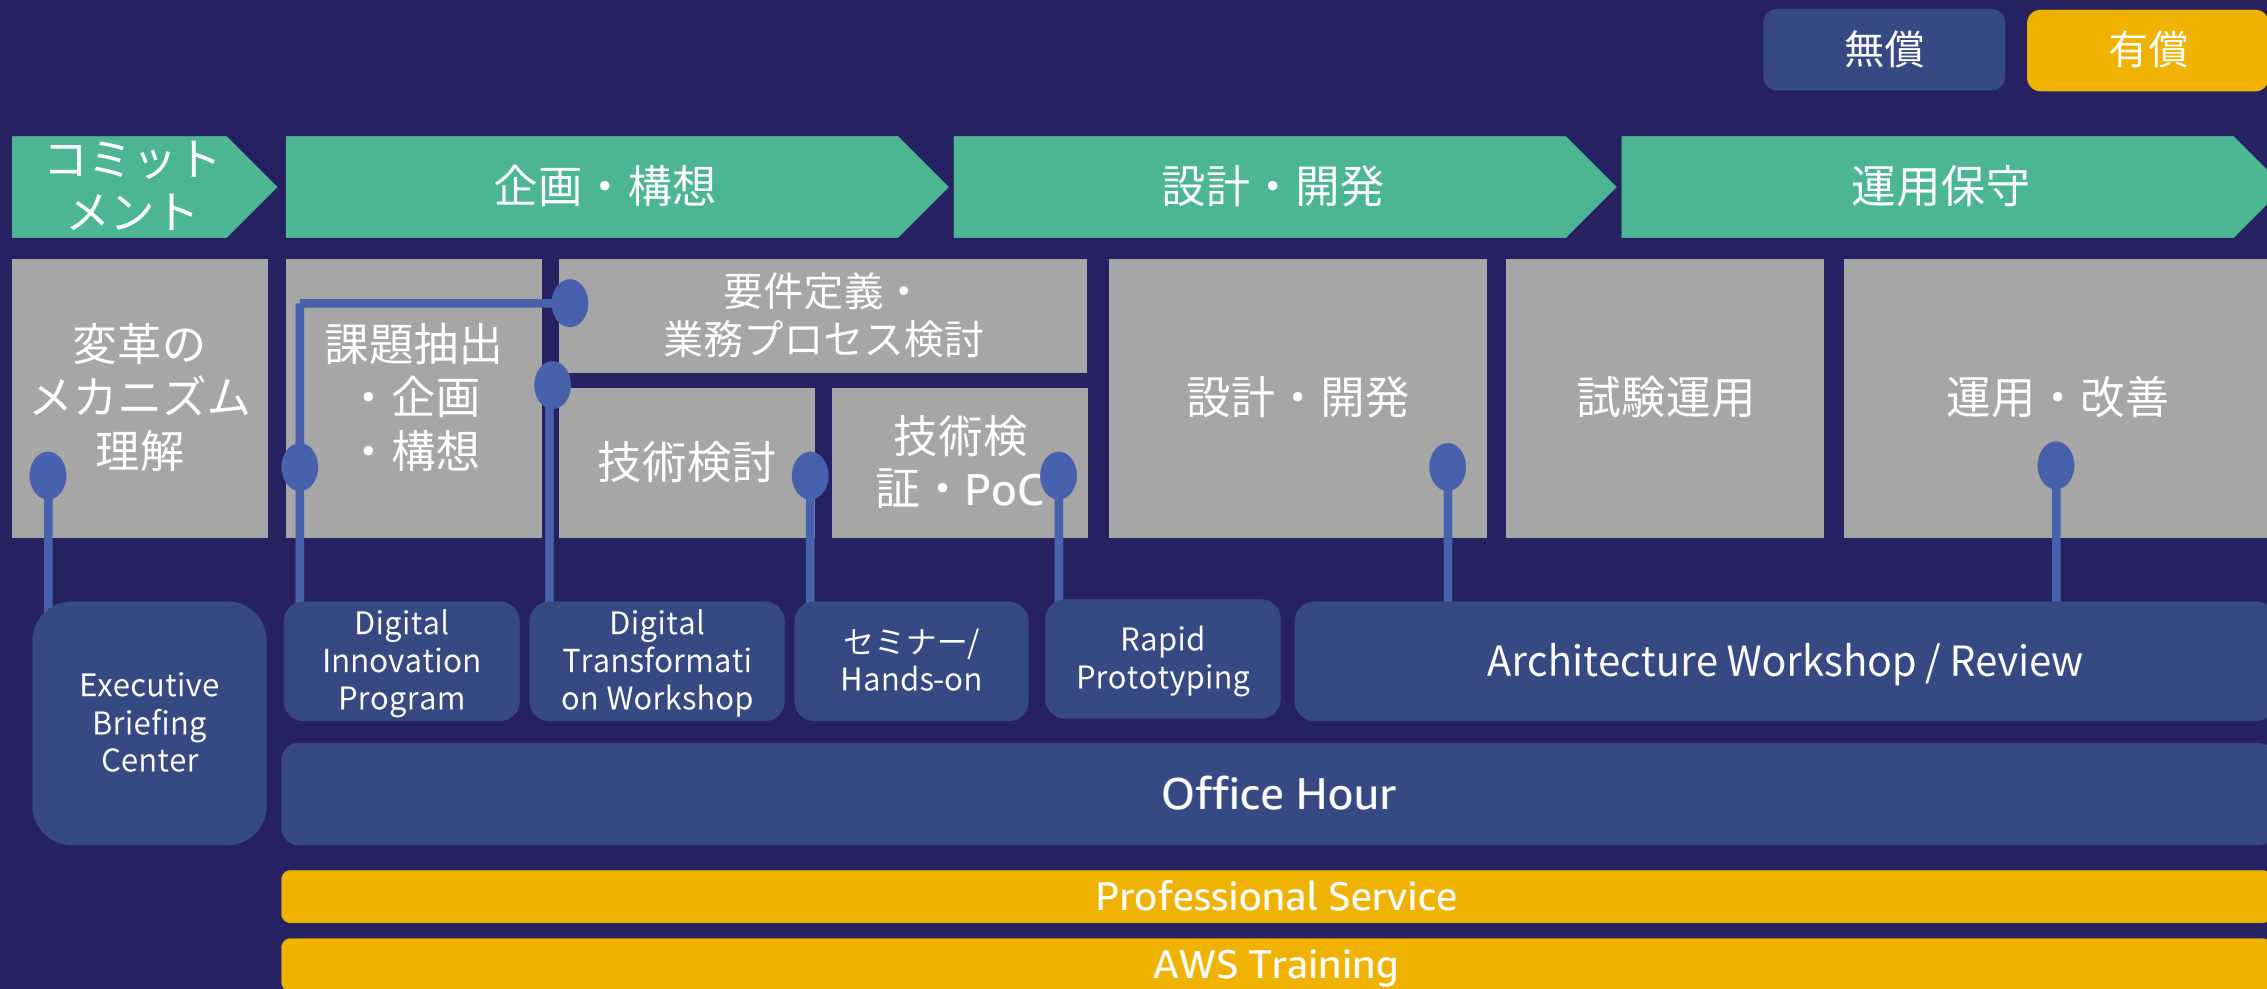 無償
有償
コミット
メント
企画・構想
設計・開発
運用保守
変革の
メカニズム
理解
課題抽出
・企画
・構想
要件定義・
業務プロセス検討
技術検討
技術検
証・PoC
設計・開発
試験運用
運用・改善
Executive
Briefing
Center
Digital
Innovation
Program
Digital
Transformati
on Workshop
セミナー/
Hands-on
Rapid
Prototyping
Architecture Workshop / Review
Office Hour
Professional Service
AWS Training